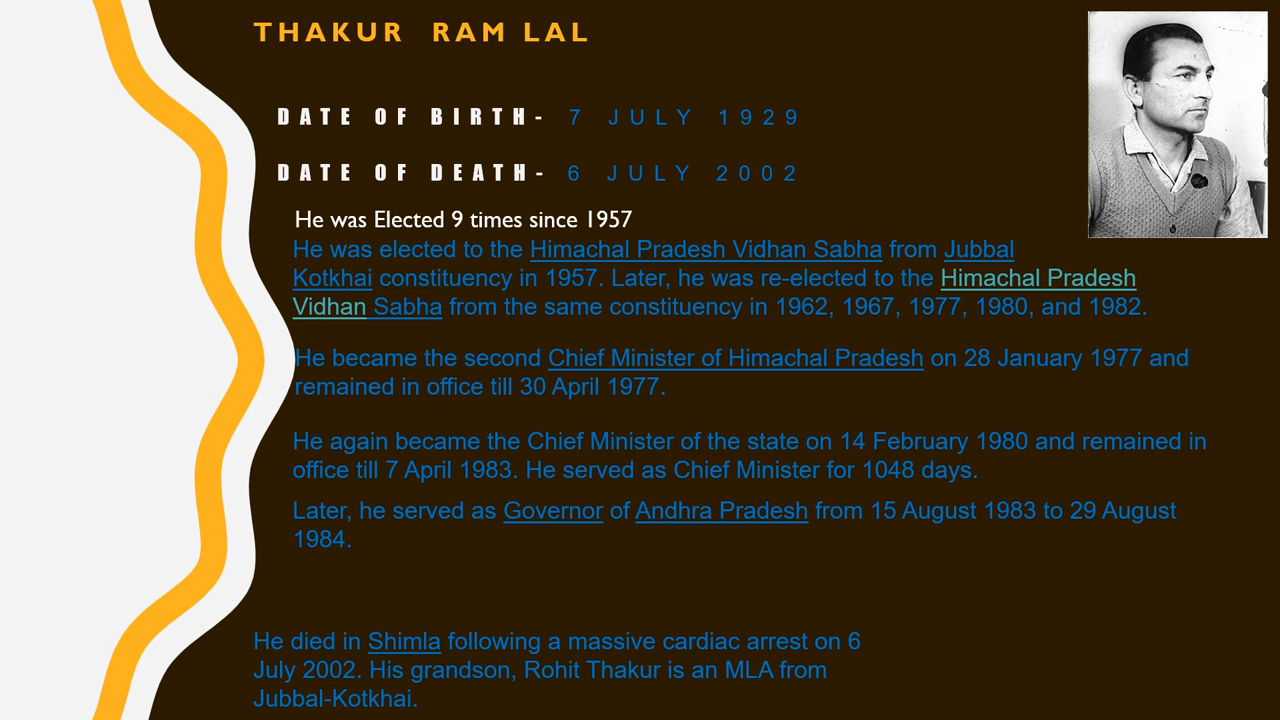 THAKUR RAM LAL
DATE OF BIRTH- 7 JULY 1929
DATE OF DEATH- 6 JULY 2002
He was Elected 9 times since 1957
He was elected to the Himachal Pradesh Vidhan Sabha from Jubbal
Kotkhai constituency in 1957. Later, he was re-elected to the Himachal Pradesh
Vidhan Sabha from the same constituency in 1962, 1967, 1977, 1980, and 1982.
He became the second Chief Minister of Himachal Pradesh on 28 January 1977 and
remained in office till 30 April 1977.
He again became the Chief Minister of the state on 14 February 1980 and remained in
office till 7 April 1983. He served as Chief Minister for 1048 days.
Later, he served as Governor of Andhra Pradesh from 15 August 1983 to 29 August
1984.
He died in Shimla following a massive cardiac arrest on 6
July 2002. His grandson, Rohit Thakur is an MLA from
Jubbal-Kotkhai.